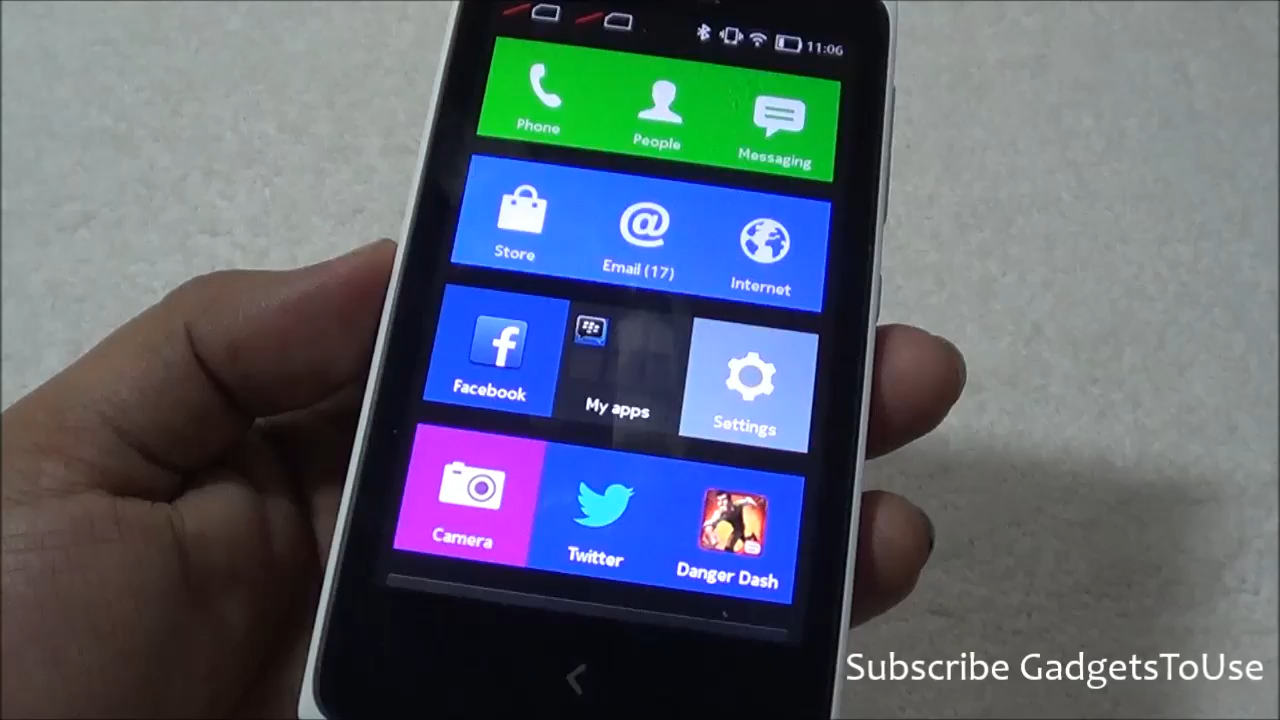 11:06
Phone People Messaging
Store Email (17) Internet
Facebook My apps Settings
Camera Twitter Danger Dash
Subscribe GadgetsToUse